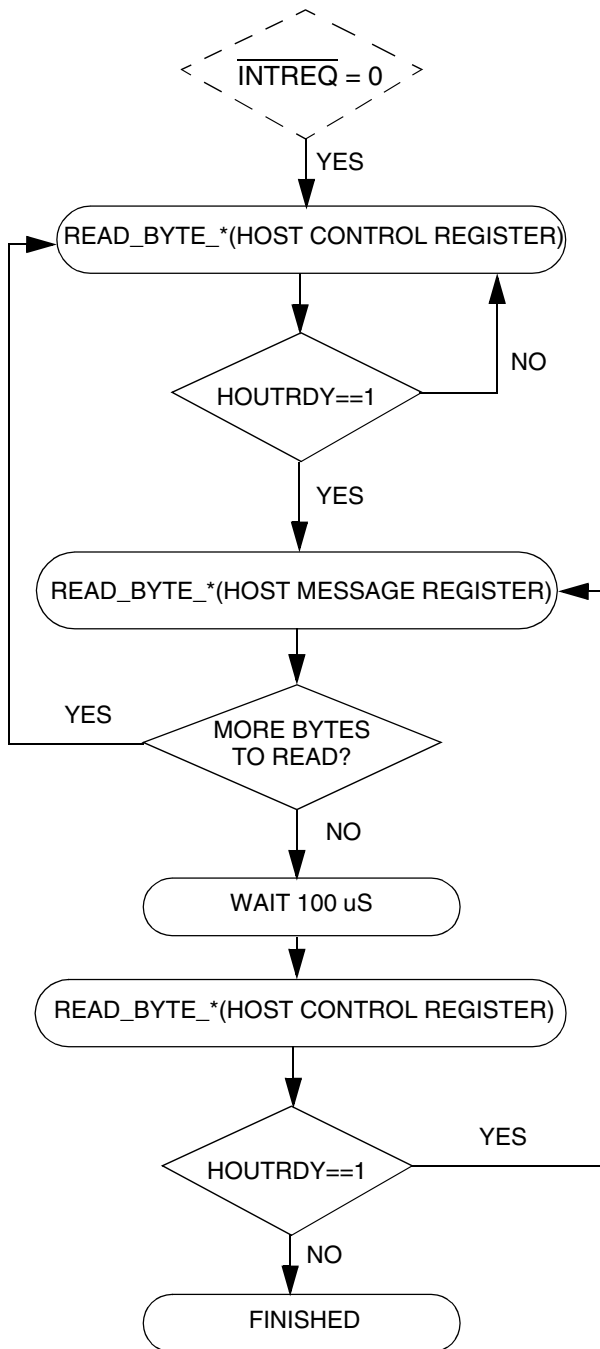 INTREQ = 0
YES
READ_BYTE_*(HOST CONTROL REGISTER)
NO
HOUTRDY==1
YES
READ_BYTE_*(HOST MESSAGE REGISTER)
YES
MORE BYTES
TO READ?
NO
WAIT 100 uS
READ_BYTE_*(HOST CONTROL REGISTER)
YES
HOUTRDY==1
NO
FINISHED